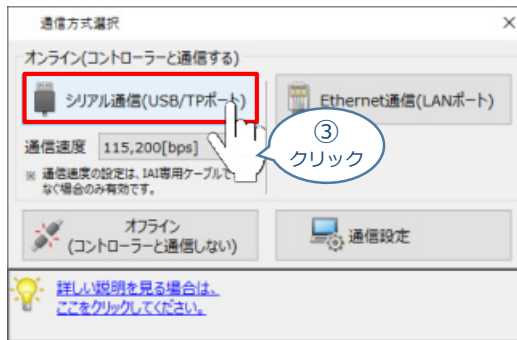 通信方式選択
オンライン(コントローラーと通信する)
シリアル通信(USB/TPポート)
Ethernet通信(LANポート)
通信速度 115,200[bps]
③
クリック
※ 通信速度の設定は、IAI専用ケーブルで
なぐ場合のみ有効です。
オフライン
(コントローラーと通信しない)
通信設定
詳しい説明を見る場合は、
ここをクリックしてください。